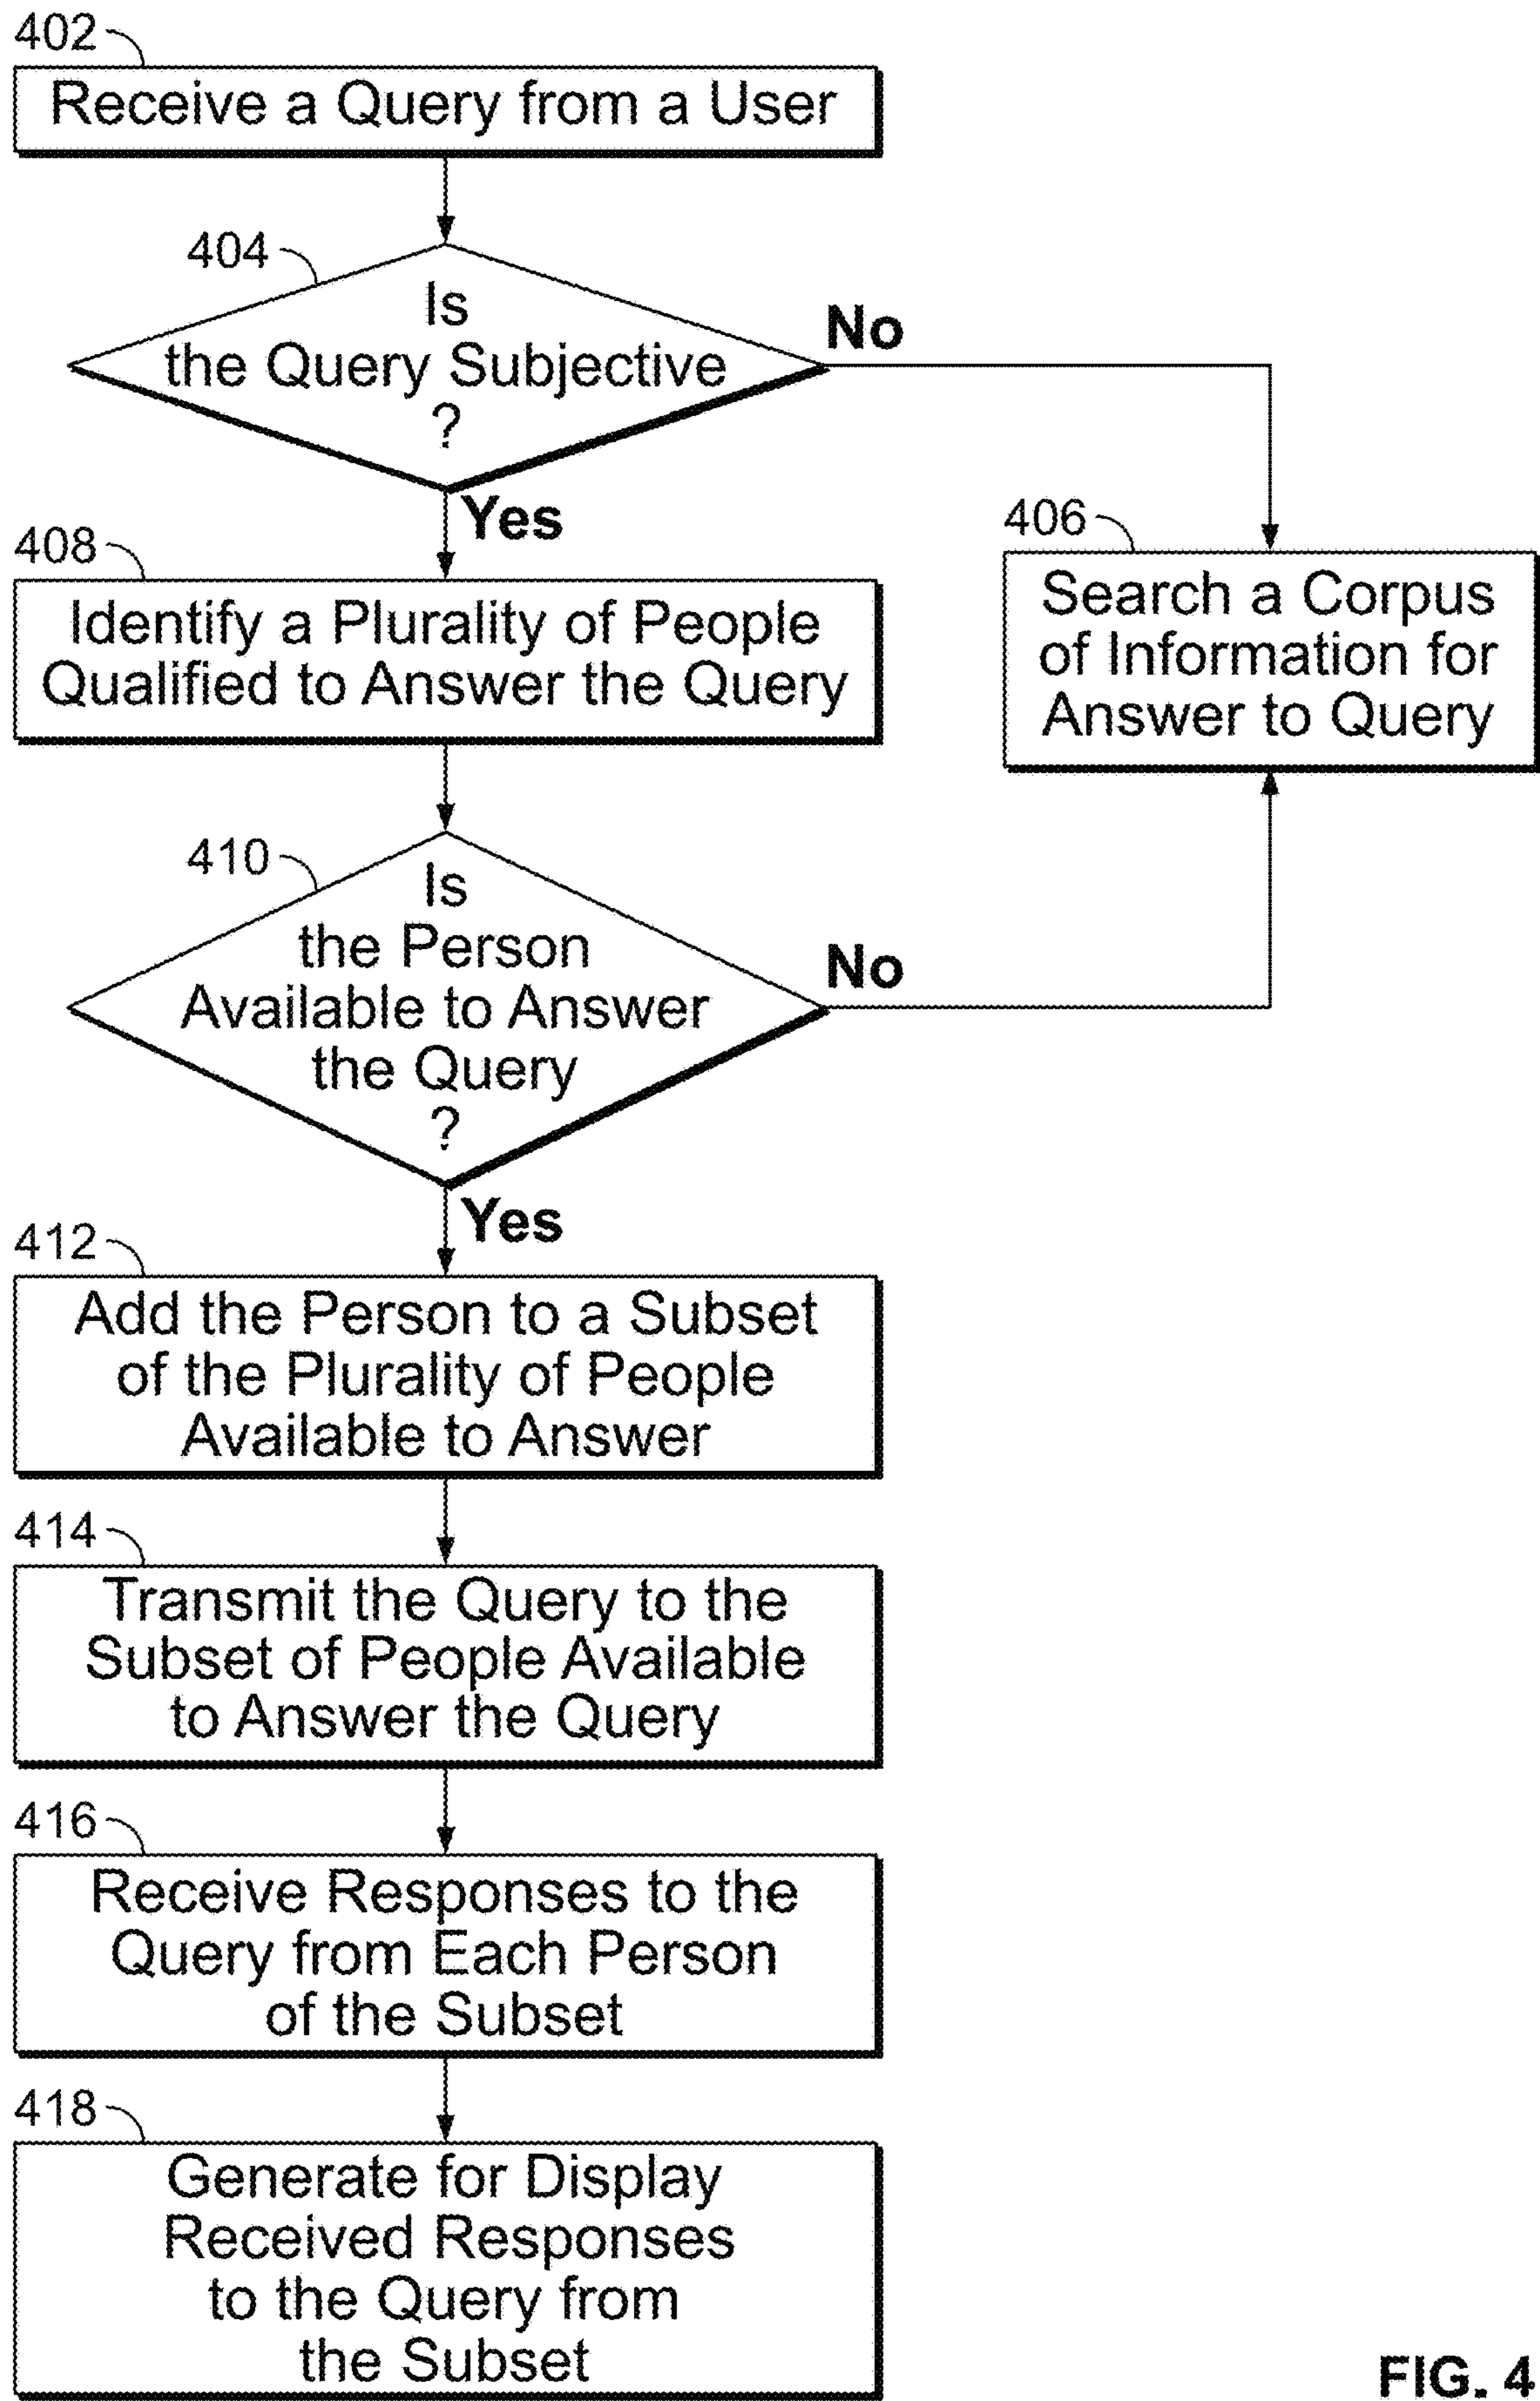 402
Receive a Query from a User
404
Is
the Query Subjective
?
No
Yes
406
Search a Corpus
of Information for
Answer to Query
408
Identify a Plurality of People
Qualified to Answer the Query
410
Is
the Person
Available to Answer
the Query
?
No
Yes
412
Add the Person to a Subset
of the Plurality of People
Available to Answer
414
Transmit the Query to the
Subset of People Available
to Answer the Query
416
Receive Responses to the
Query from Each Person
of the Subset
418
Generate for Display
Received Responses
to the Query from
the Subset
FIG. 4